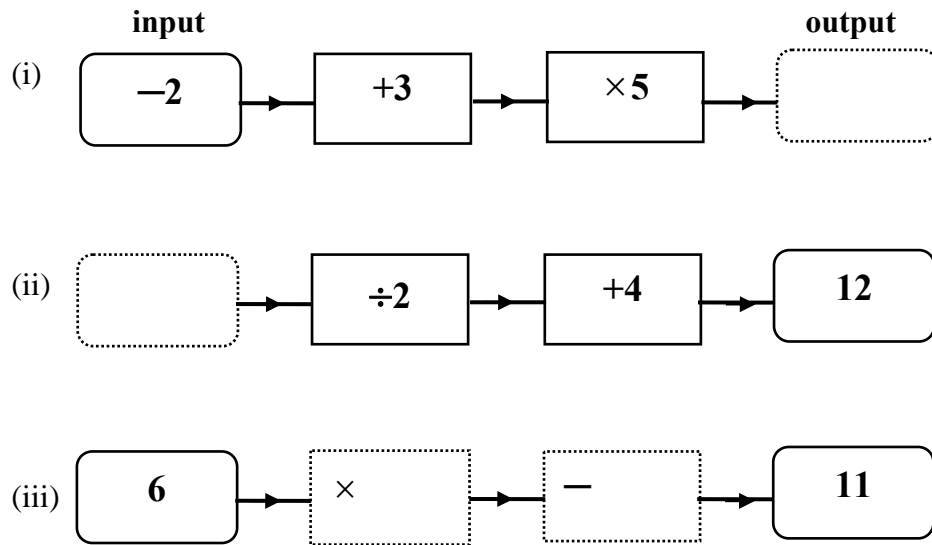 input output
(i) −2 +3 ×5
(ii) ÷2 +4 12
(iii) 6 × − 11